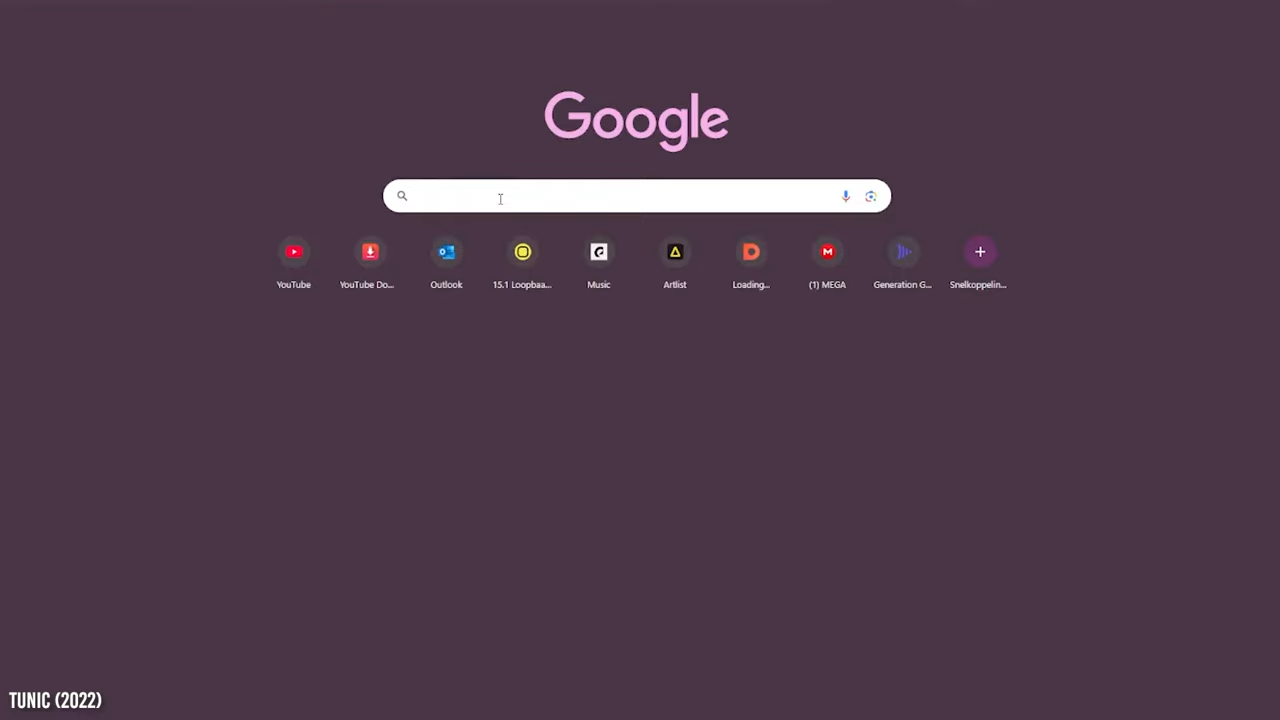 Google
YouTube
YouTube Do...
Outlook
15.1 Loopbaa...
Music
Artlist
Loading...
(1) MEGA
Generation G...
Snelkoppelin...
TUNIC (2022)